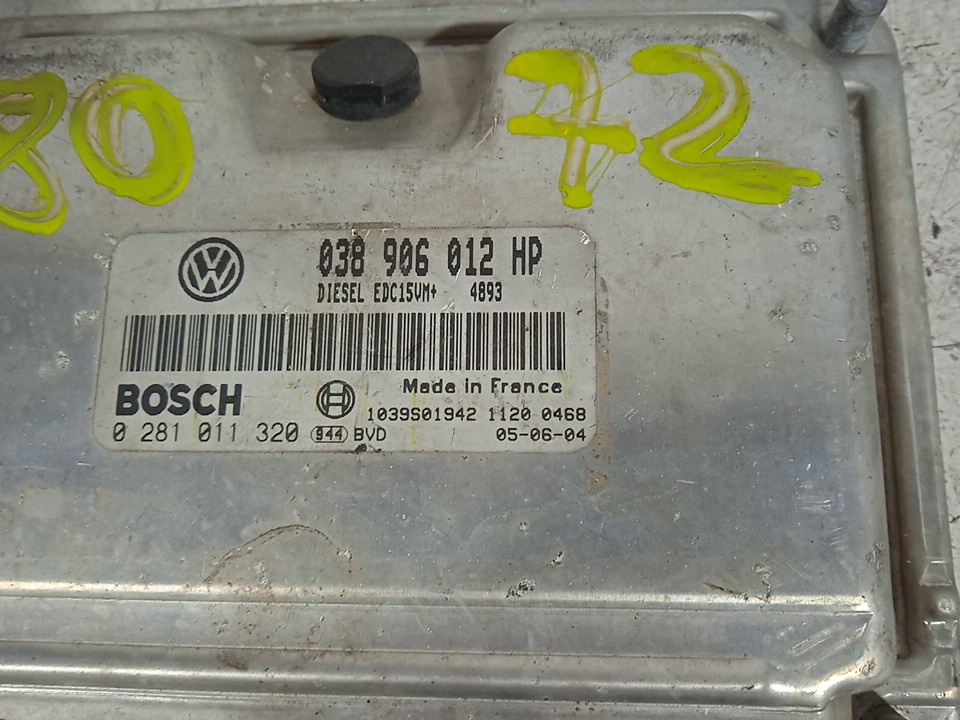 80 72
VW
038 906 012 HP
DIESEL EDC15VM+ 4893
BOSCH Made in France
1039S01942 1120 0468
0 281 011 320 944 BVD 05-06-04